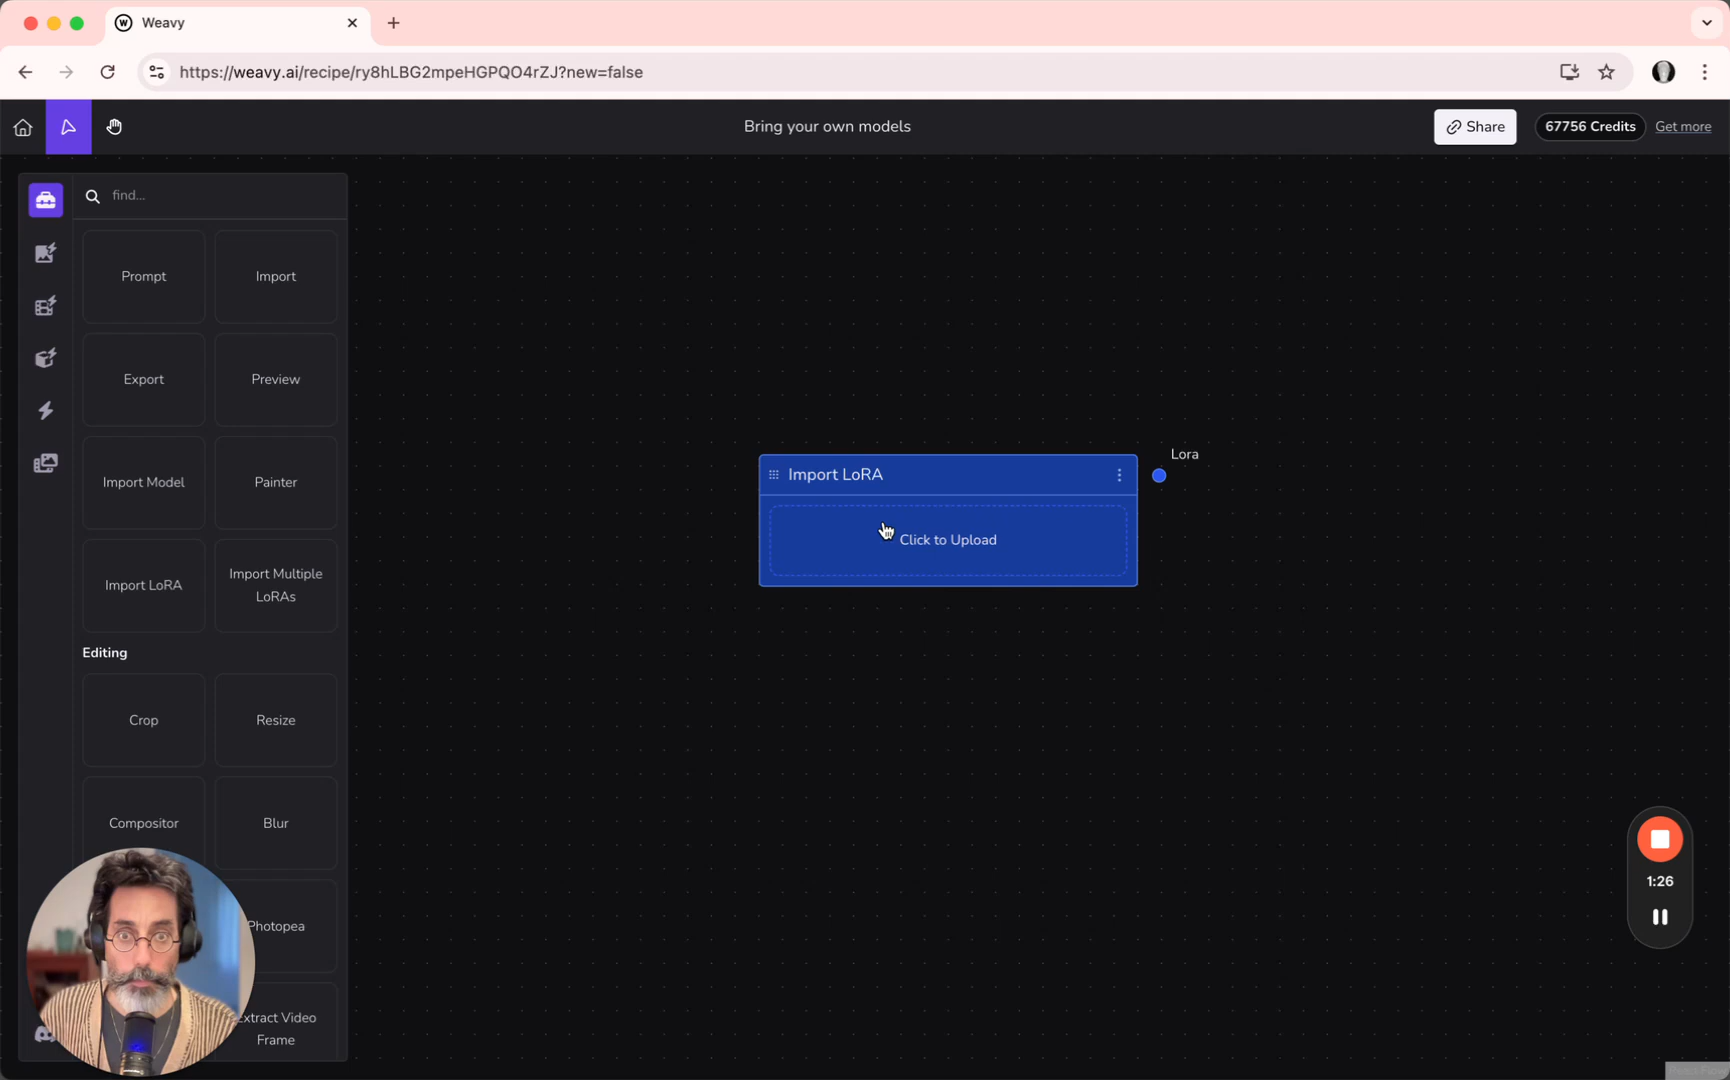 Weavy
https://weavy.ai/recipe/ry8hLBG2mpeHGPQO4rZJ?new=false
Bring your own models
Share
67756 Credits
Get more
find...
Prompt
Import
Export
Preview
Import Model
Painter
Import LoRA
Import Multiple
LoRAs
Editing
Crop
Resize
Compositor
Blur
Photopea
Extract Video
Frame
Import LoRA
Lora
Click to Upload
1:26